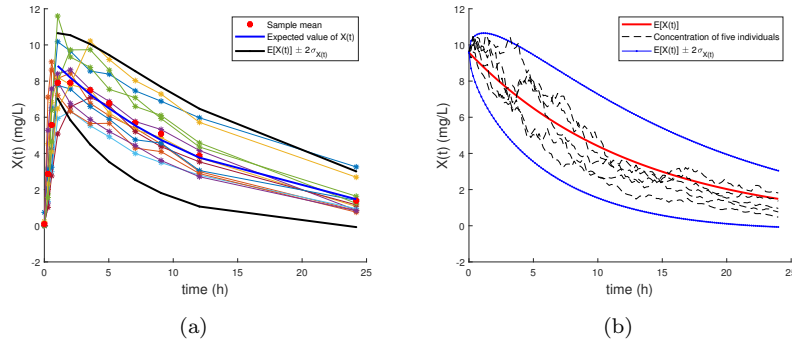 12
10
8
6
4
2
0
-2
X(t) (mg/L)
0 5 10 15 20 25
time (h)
Sample mean
Expected value of X(t)
E[X(t)] ± 2σX(t)
(a)
12
10
8
6
4
2
0
-2
X(t) (mg/L)
0 5 10 15 20 25
time (h)
E[X(t)]
Concentration of five individuals
E[X(t)] ± 2σX(t)
(b)